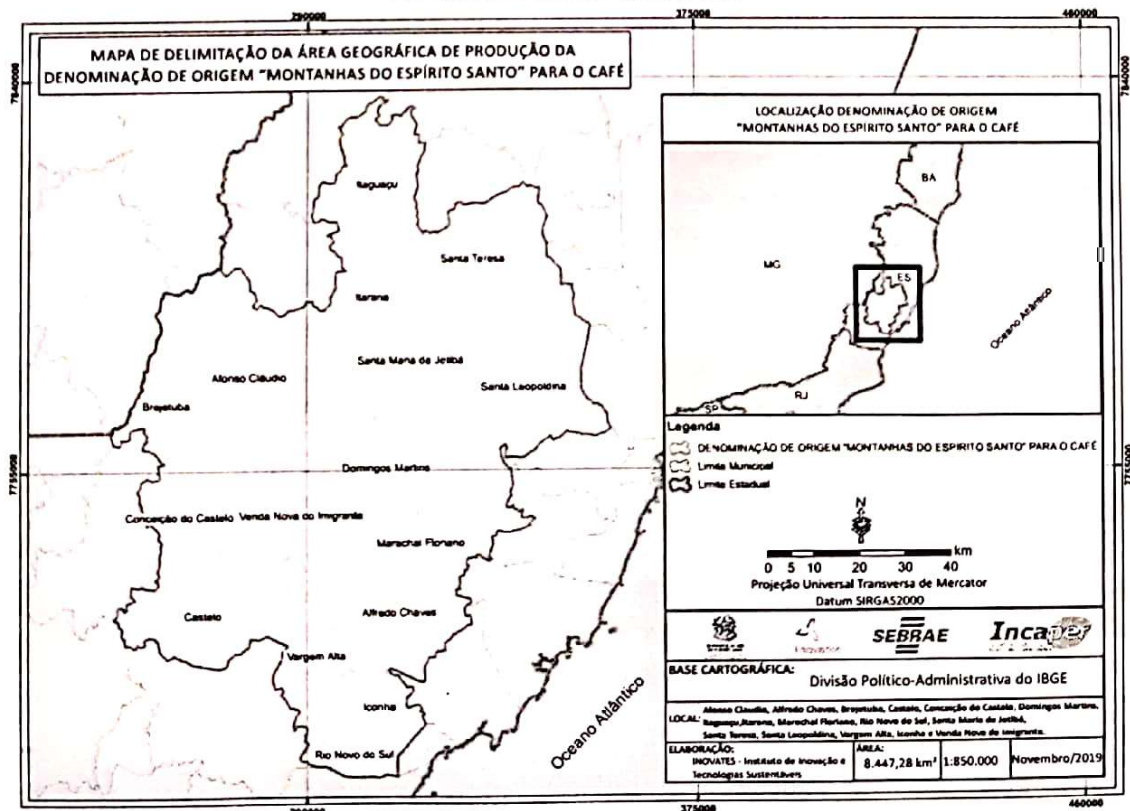 290000
375000
460000
MAPA DE DELIMITAÇÃO DA ÁREA GEOGRÁFICA DE PRODUÇÃO DA
DENOMINAÇÃO DE ORIGEM "MONTANHAS DO ESPÍRITO SANTO" PARA O CAFÉ
7840000
7840000
LOCALIZAÇÃO DENOMINAÇÃO DE ORIGEM
"MONTANHAS DO ESPÍRITO SANTO" PARA O CAFÉ
BA
MG
ES
Oceano Atlântico
RJ
SP
Itaguaçu
Santa Teresa
Itarana
Santa Maria de Jetibá
Afonso Cláudio
Santa Leopoldina
Brejetuba
Domingos Martins
Conceição do Castelo
Venda Nova do Imigrante
Marechal Floriano
Castelo
Alfredo Chaves
Vargem Alta
Iconha
Rio Novo do Sul
Oceano Atlântico
7755000
7755000
Legenda
DENOMINAÇÃO DE ORIGEM "MONTANHAS DO ESPIRITO SANTO" PARA O CAFÉ
Limite Municipal
Limite Estadual
N
km
0 5 10 20 30 40
Projeção Universal Transversa de Mercator
Datum SIRGAS2000
SEBRAE
Incaper
BASE CARTOGRÁFICA: Divisão Político-Administrativa do IBGE
LOCAL: Afonso Claudio, Alfredo Chaves, Brejetuba, Castelo, Conceição do Castelo, Domingos Martins,
Itaguaçu, Itarana, Marechal Floriano, Rio Novo do Sul, Santa Maria de Jetibá,
Santa Teresa, Santa Leopoldina, Vargem Alta, Iconha e Venda Nova do Imigrante.
ELABORAÇÃO:
INOVATES - Instituto de Inovação e
Tecnologias Sustentáveis
ÁREA:
8.447,28 km²
1:850.000
Novembro/2019
290000
375000
460000